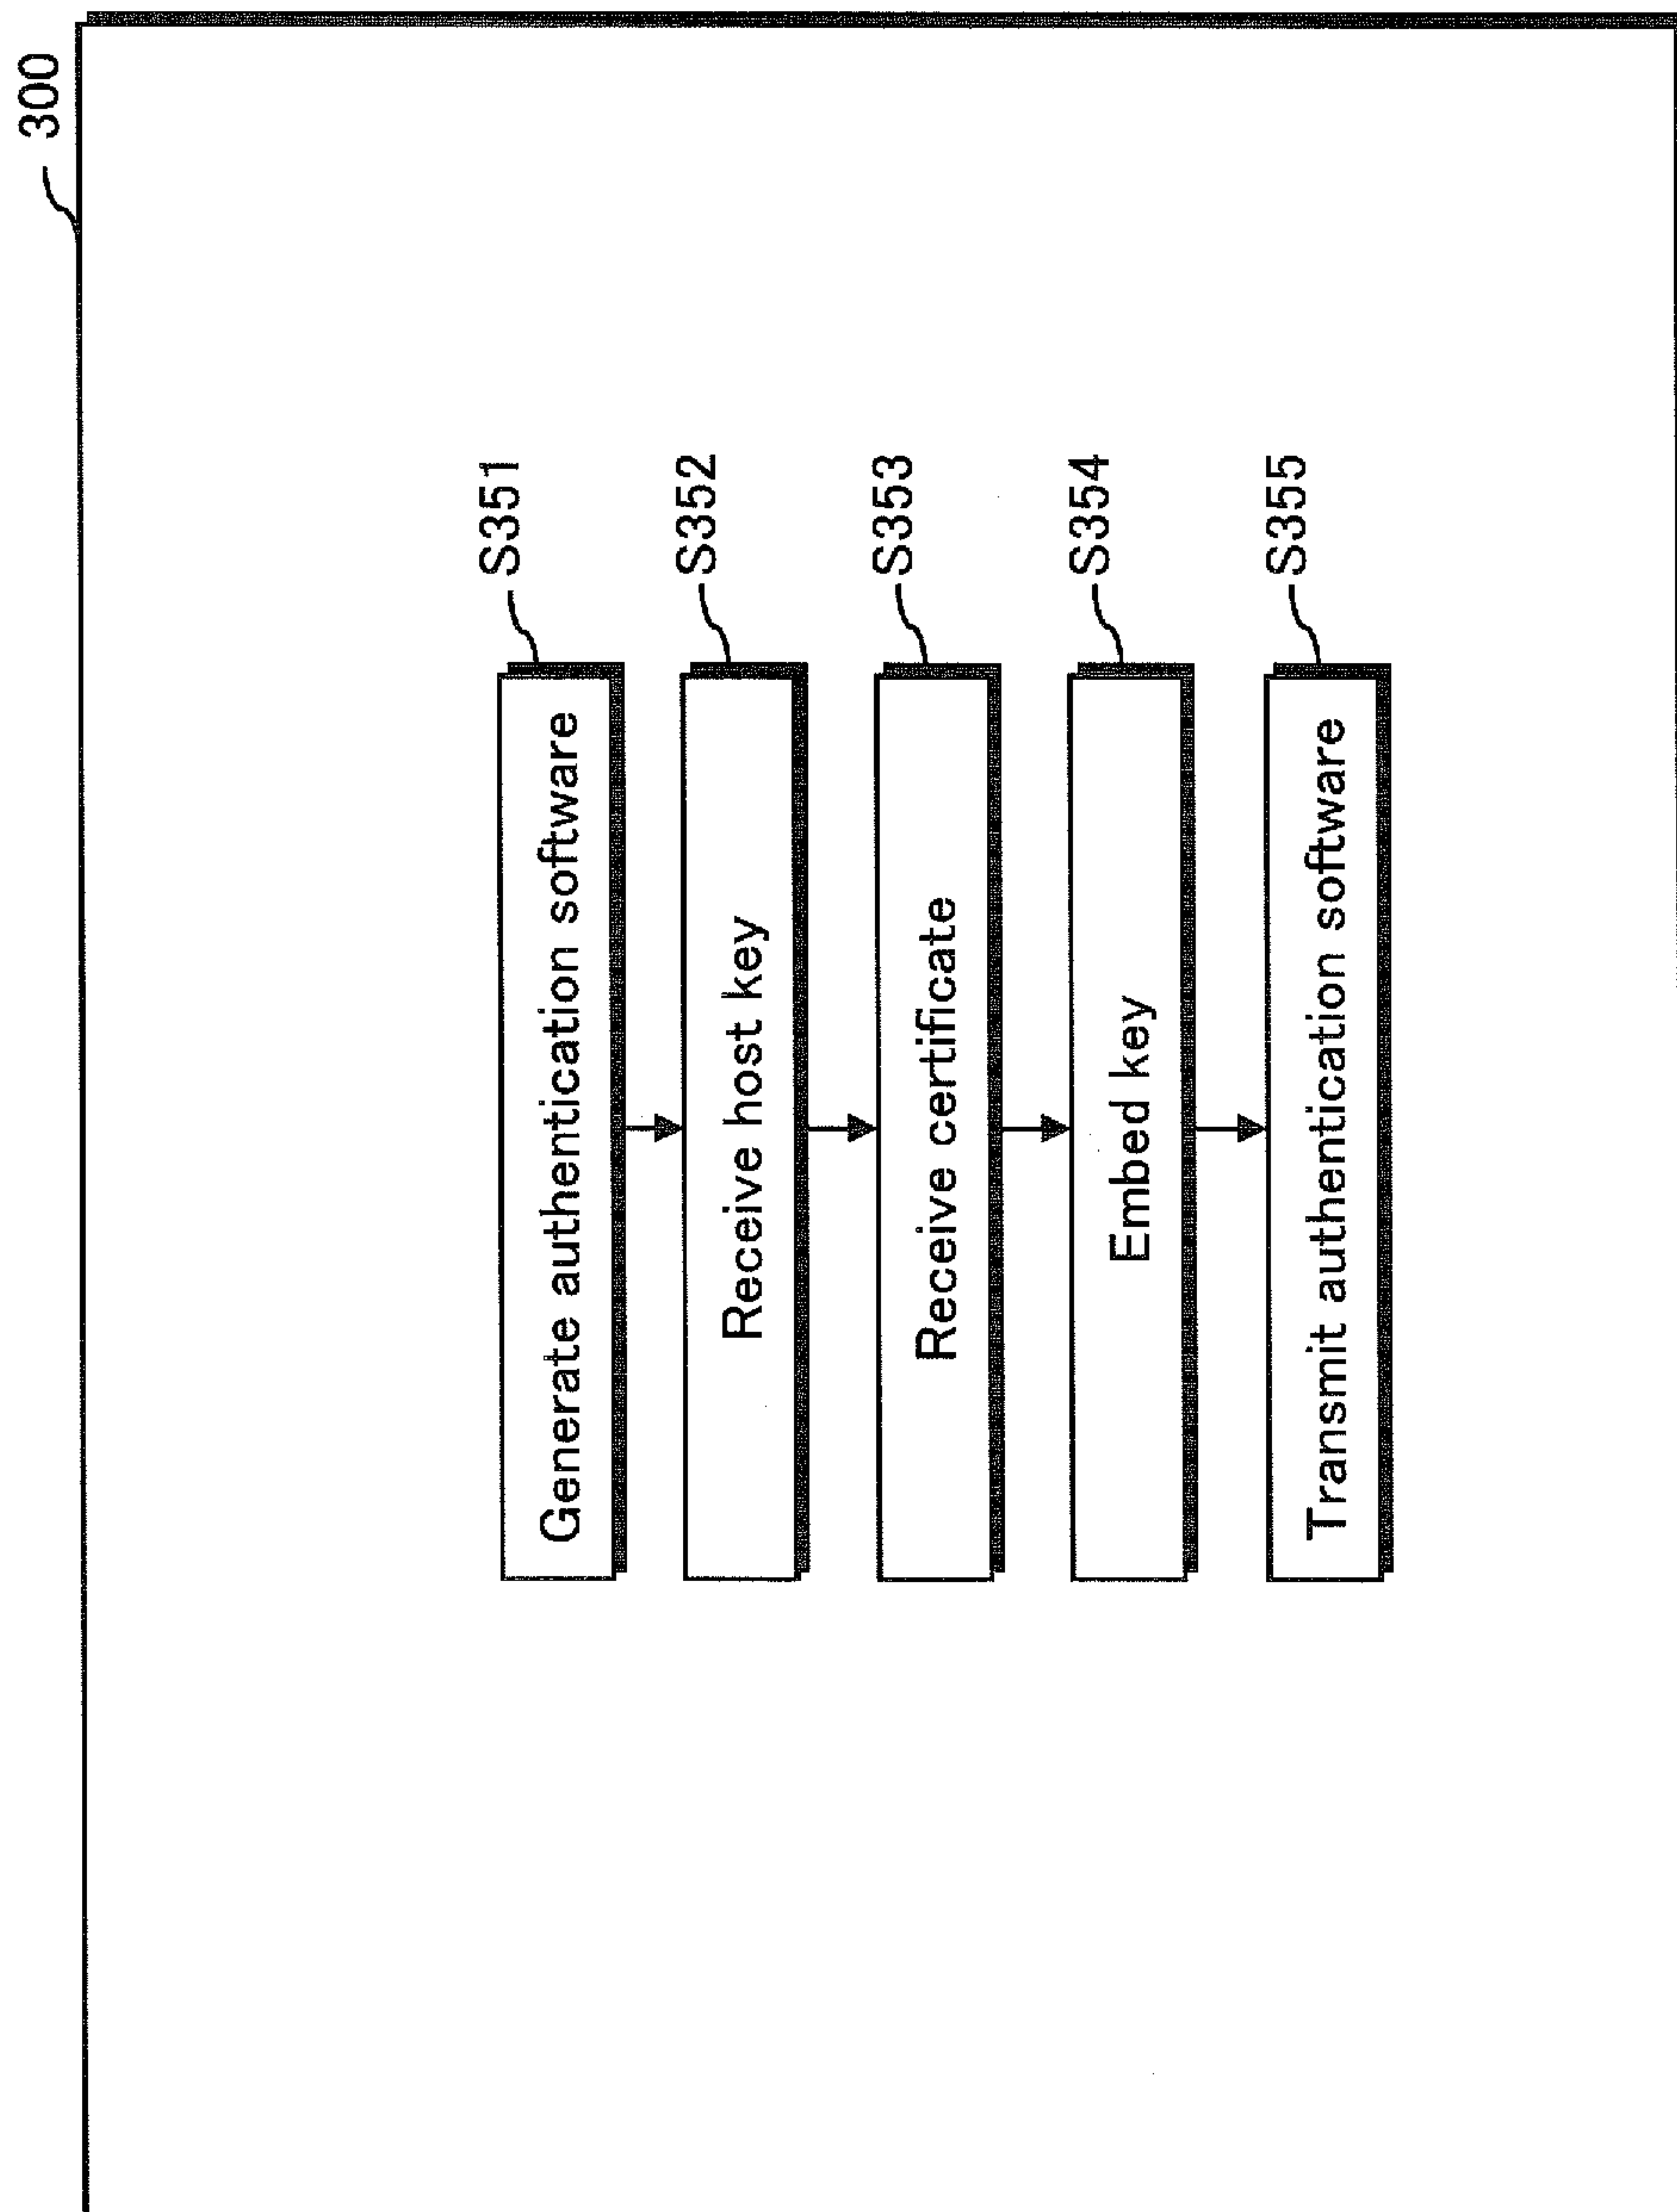 300
Generate authentication software
S351
Receive host key
S352
Receive certificate
S353
Embed key
S354
Transmit authentication software
S355